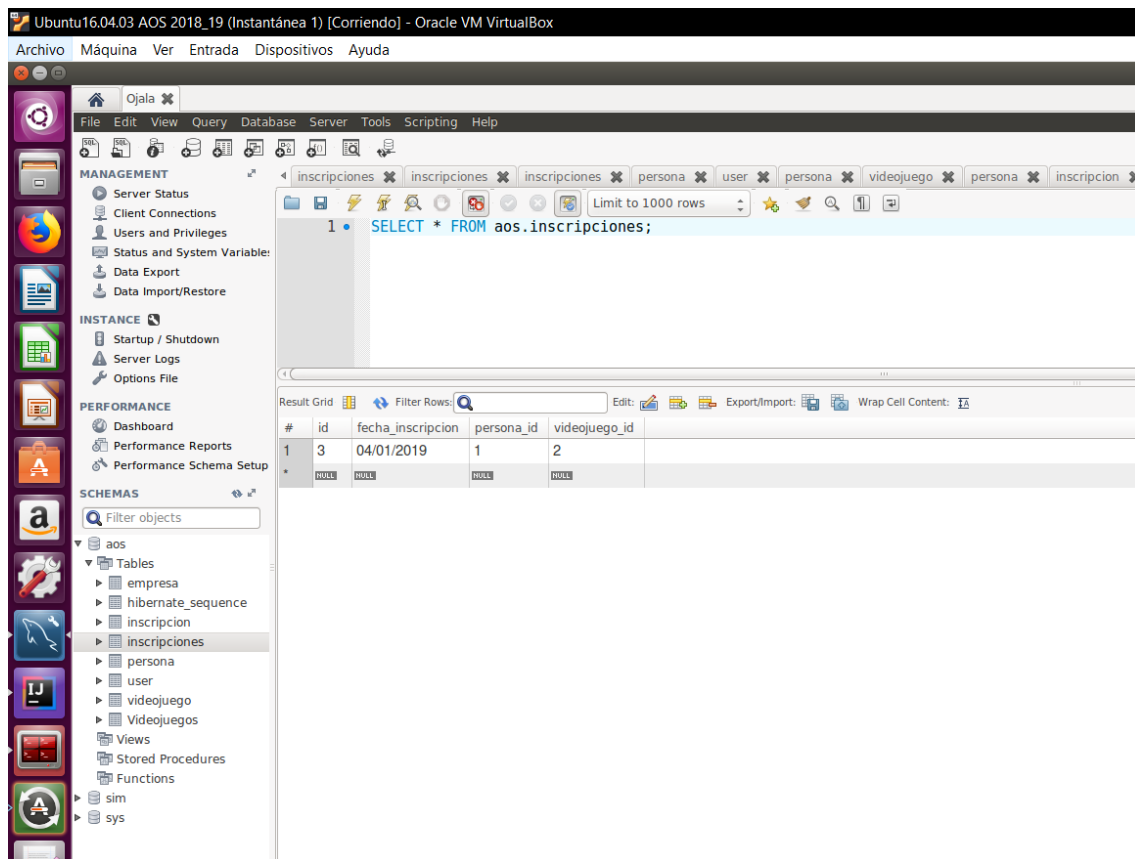 Ubuntu16.04.03 AOS 2018_19 (Instantánea 1) [Corriendo] - Oracle VM VirtualBox
Archivo Máquina Ver Entrada Dispositivos Ayuda
Ojala
File Edit View Query Database Server Tools Scripting Help
MANAGEMENT
Server Status
Client Connections
Users and Privileges
Status and System Variable
Data Export
Data Import/Restore
INSTANCE
Startup / Shutdown
Server Logs
Options File
PERFORMANCE
Dashboard
Performance Reports
Performance Schema Setup
SCHEMAS
Filter objects
aos
Tables
empresa
hibernate_sequence
inscripcion
inscripciones
persona
user
videojuego
Videojuegos
Views
Stored Procedures
Functions
sim
sys
inscripciones inscripciones inscripciones persona user persona videojuego persona inscripcion
Limit to 1000 rows
1 SELECT * FROM aos.inscripciones;
Result Grid Filter Rows: Edit: Export/Import: Wrap Cell Content:
# id fecha_inscripcion persona_id videojuego_id
1 3 04/01/2019 1 2
* NULL NULL NULL NULL